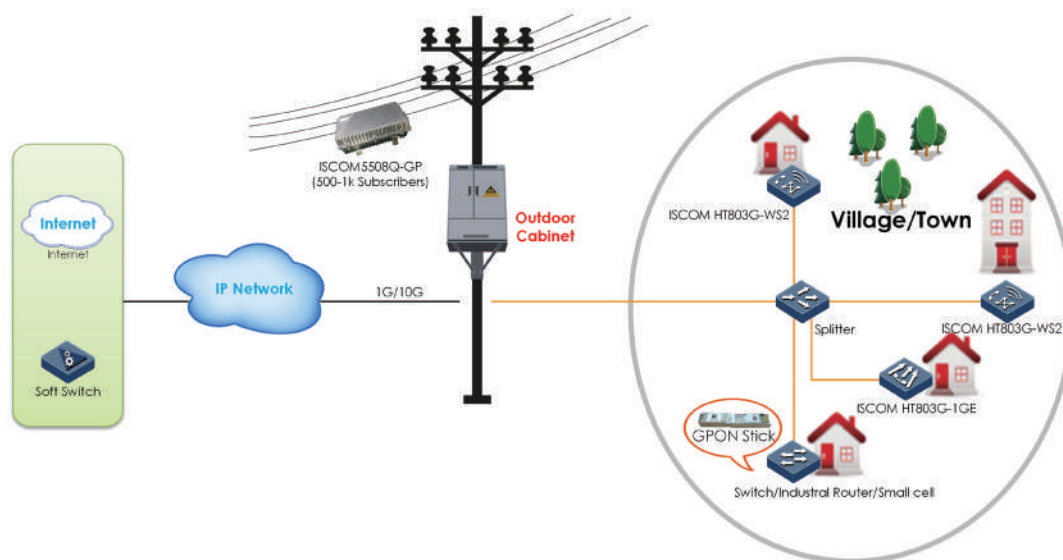 Internet
Internet
Soft Switch
IP Network
1G/10G
ISCOM5508Q-GP
(500-1k Subscribers)
Outdoor
Cabinet
ISCOM HT803G-WS2
Village/Town
Splitter
ISCOM HT803G-WS2
ISCOM HT803G-1GE
GPON Stick
Switch/Industral Router/Small cell